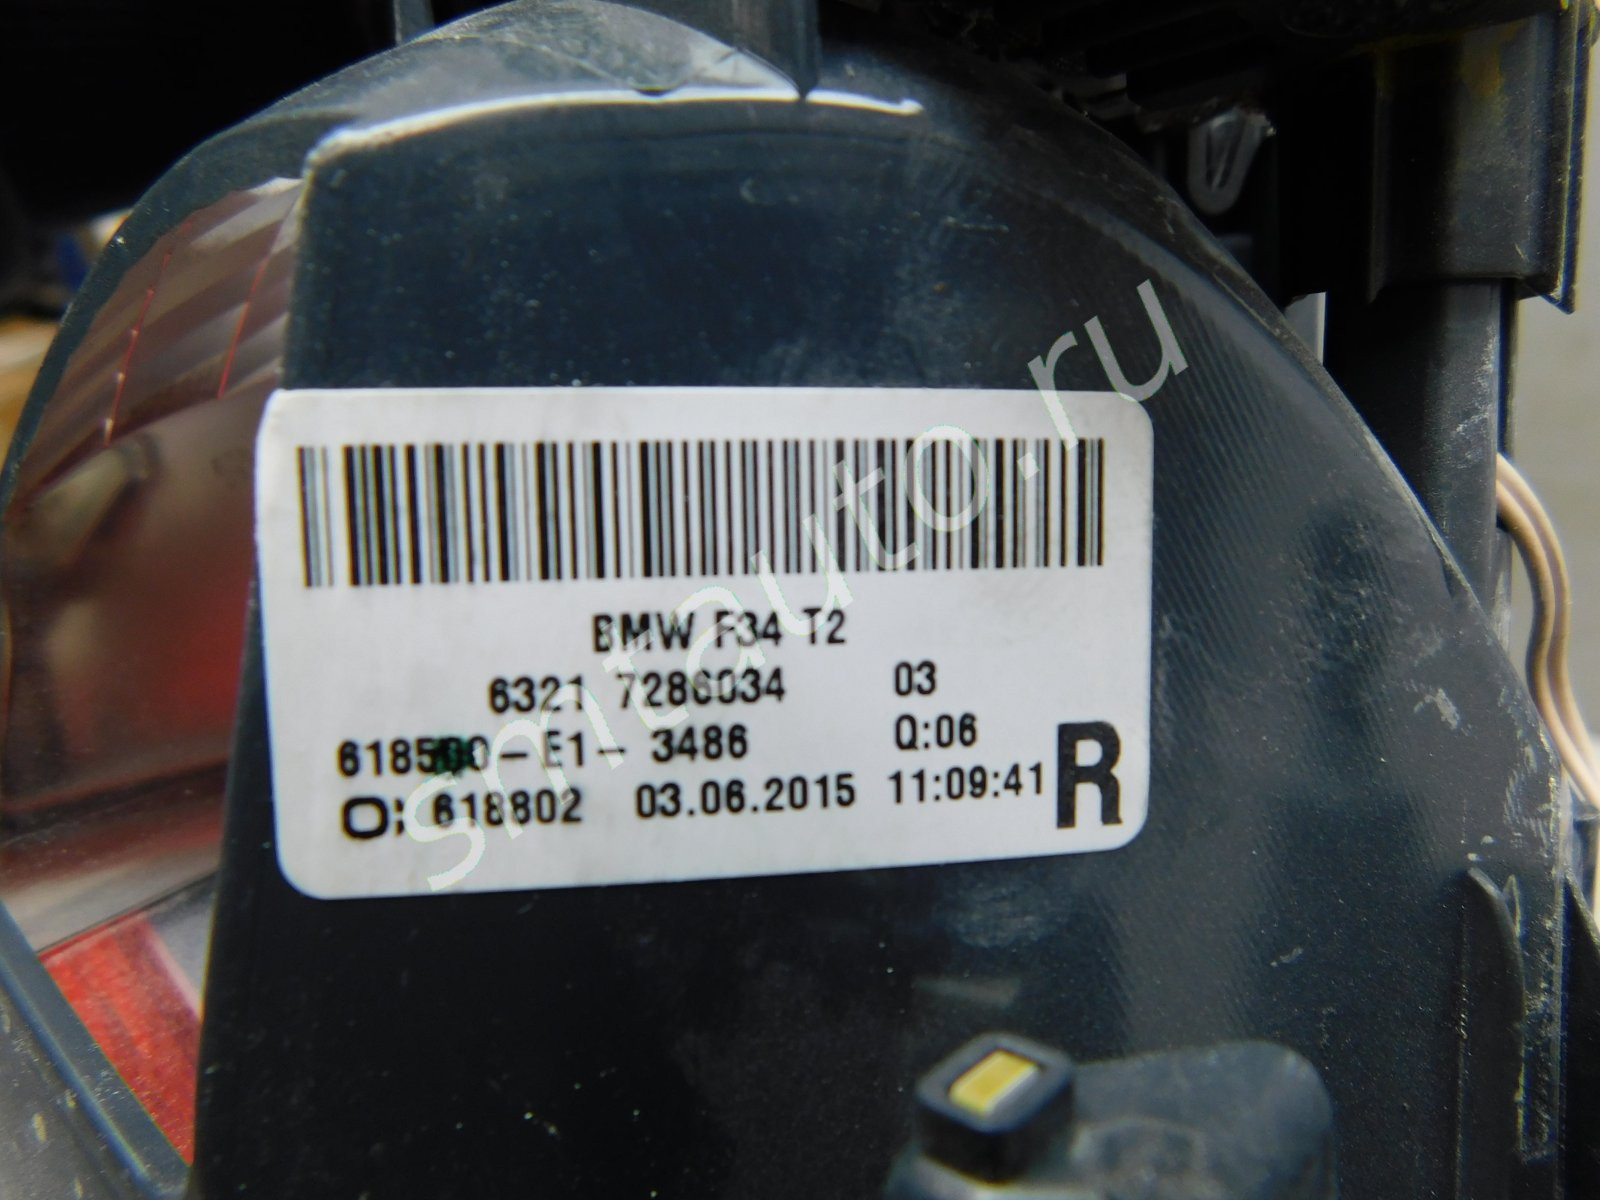 BMW F34 T2
6321 7286034 03
618500-E1- 3486 Q:06
O; 618802 03.06.2015 11:09:41 R
smtauto.ru